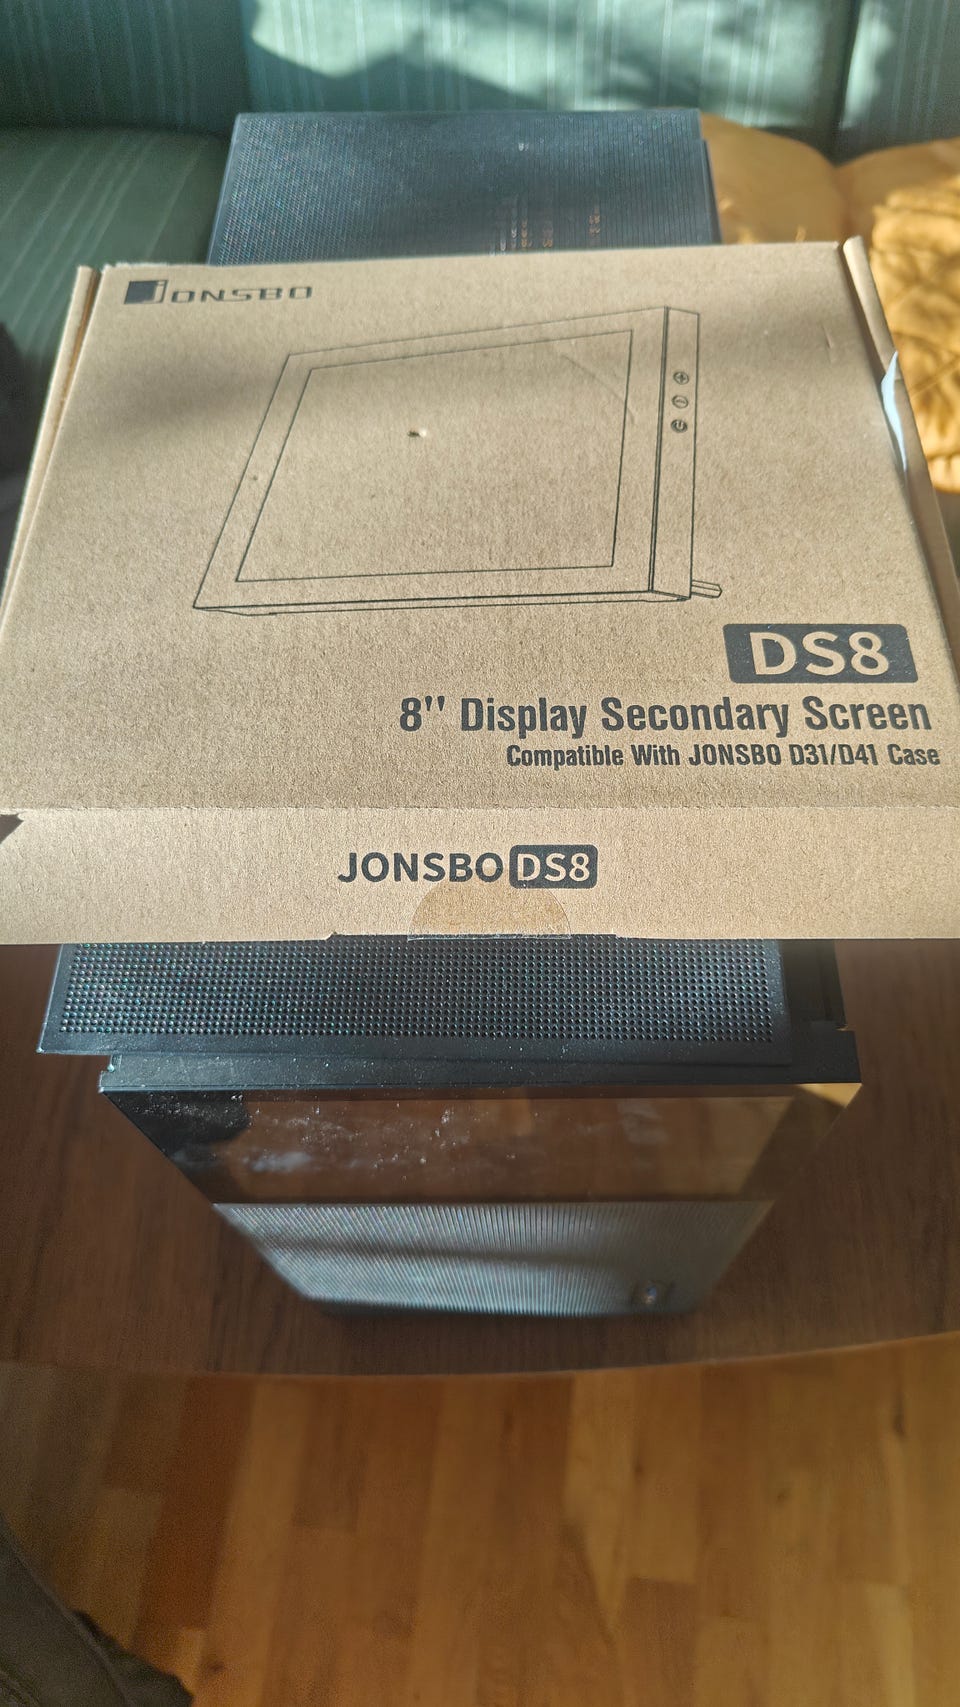 JONSBO
DS8
8'' Display Secondary Screen
Compatible With JONSBO D31/D41 Case
JONSBO DS8